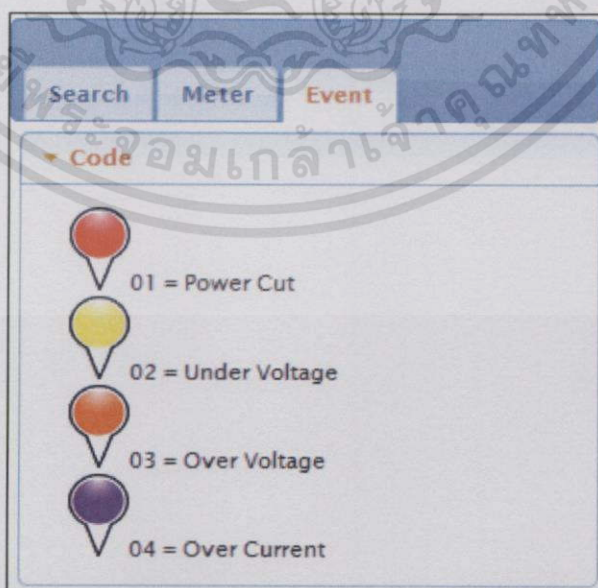 Search Meter Event
Code
01 = Power Cut
02 = Under Voltage
03 = Over Voltage
04 = Over Current